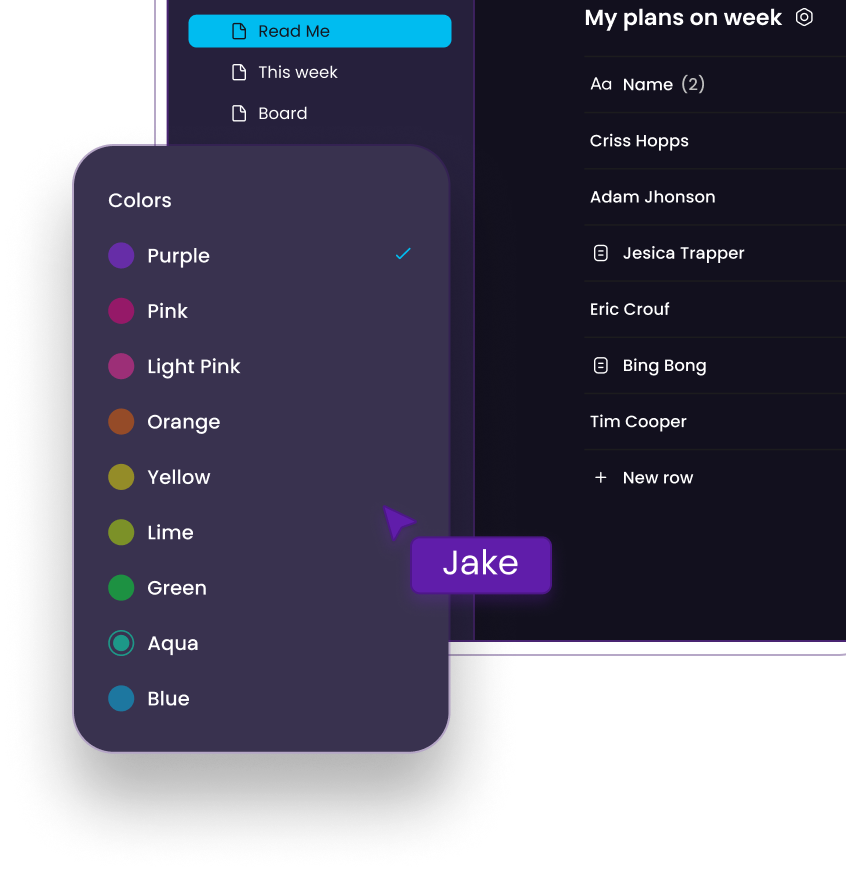 Read Me
This week
Board
My plans on week
Aa Name (2)
Criss Hopps
Adam Jhonson
Jesica Trapper
Eric Crouf
Bing Bong
Tim Cooper
+ New row
Colors
Purple
Pink
Light Pink
Orange
Yellow
Lime
Green
Aqua
Blue
Jake